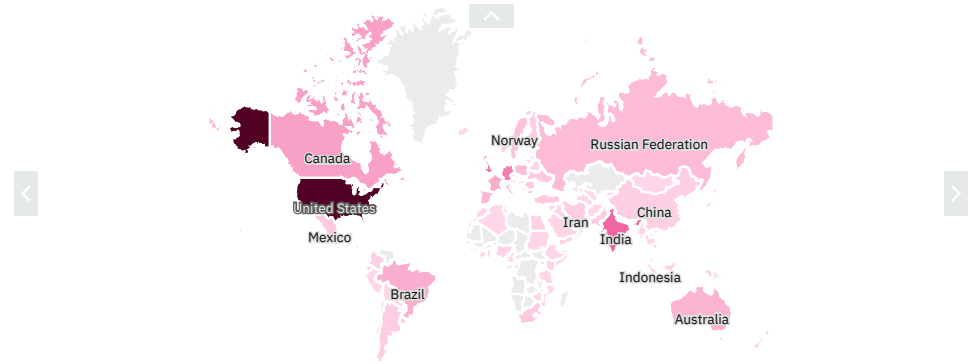 Norway
Russian Federation
Canada
United States
China
Iran
Mexico
India
Indonesia
Brazil
Australia